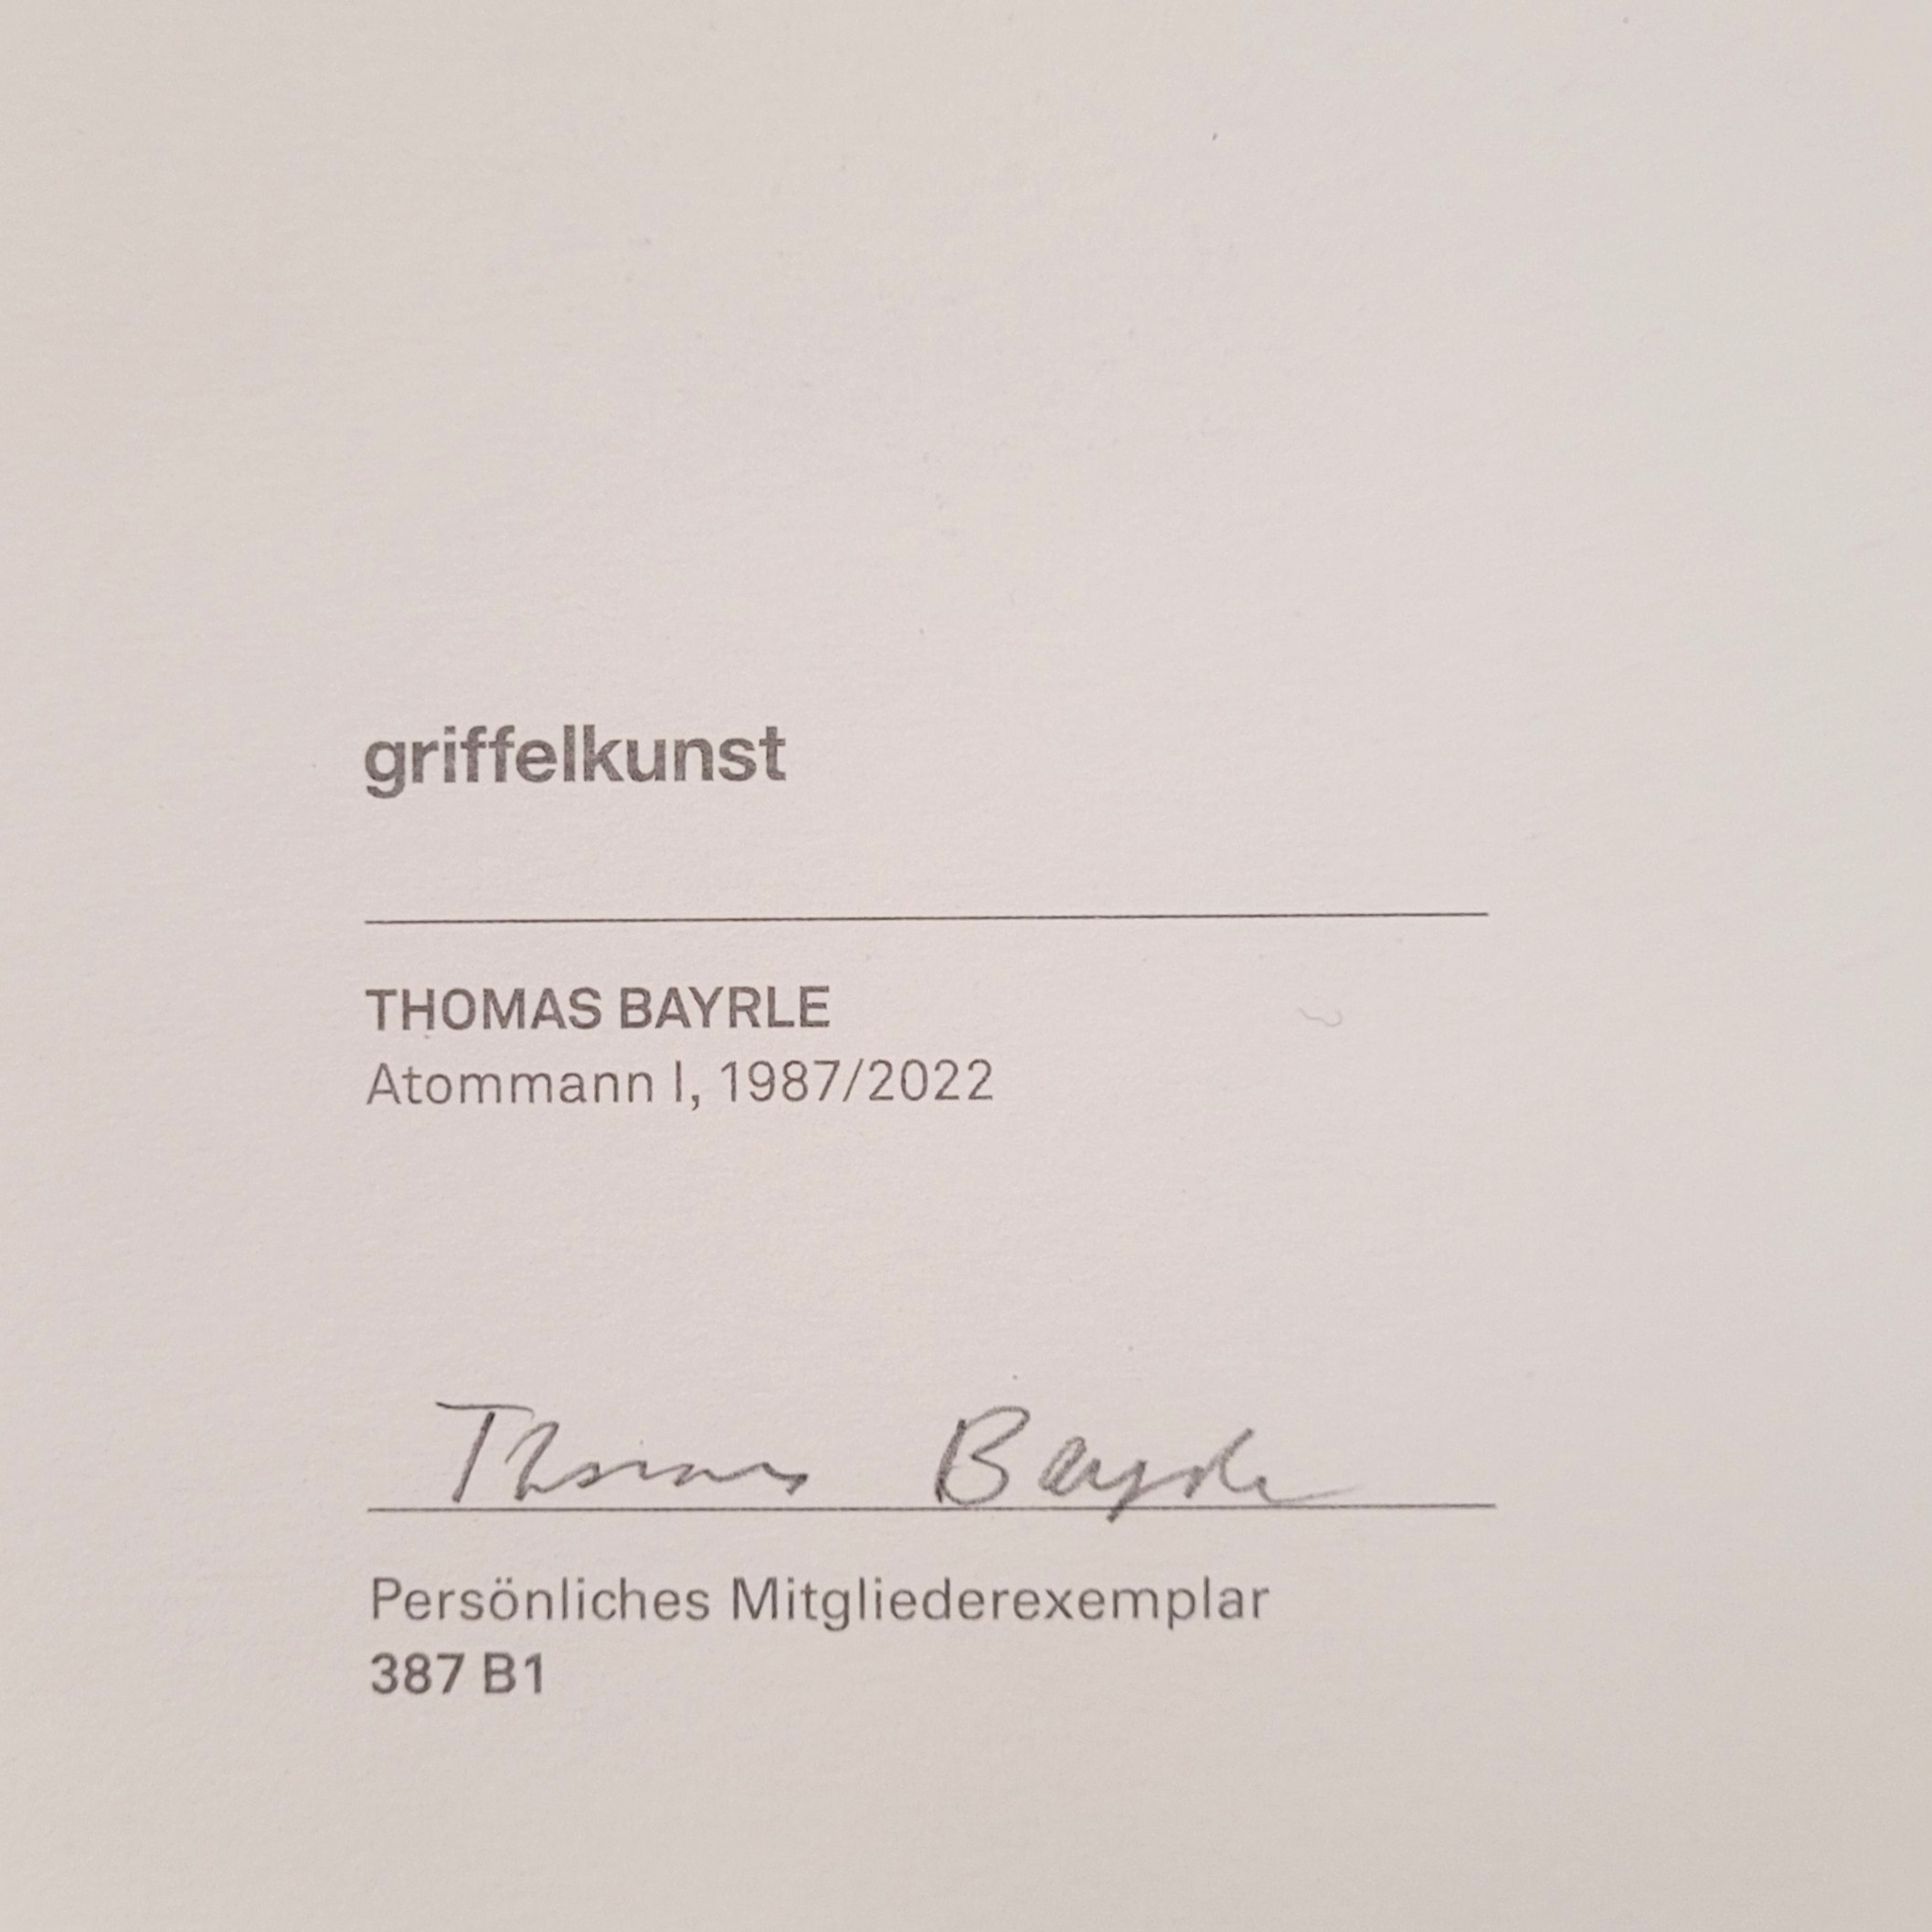 griffelkunst
THOMAS BAYRLE
Atommann I, 1987/2022
Thomas Bayrle
Persönliches Mitgliederexemplar
387 B1